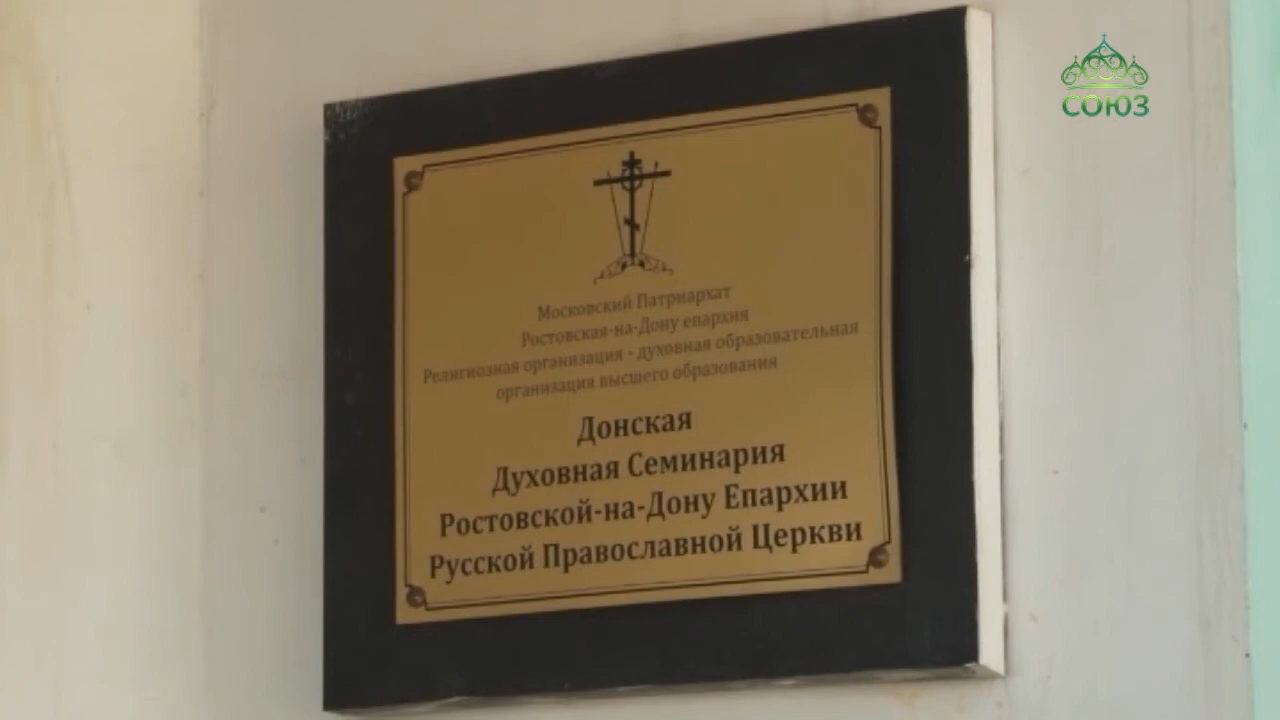 СОЮЗ
Московский Патриархат
Ростовская-на-Дону епархия
Религиозная организация - духовная образовательная
организация высшего образования
Донская
Духовная Семинария
Ростовской-на-Дону Епархии
Русской Православной Церкви